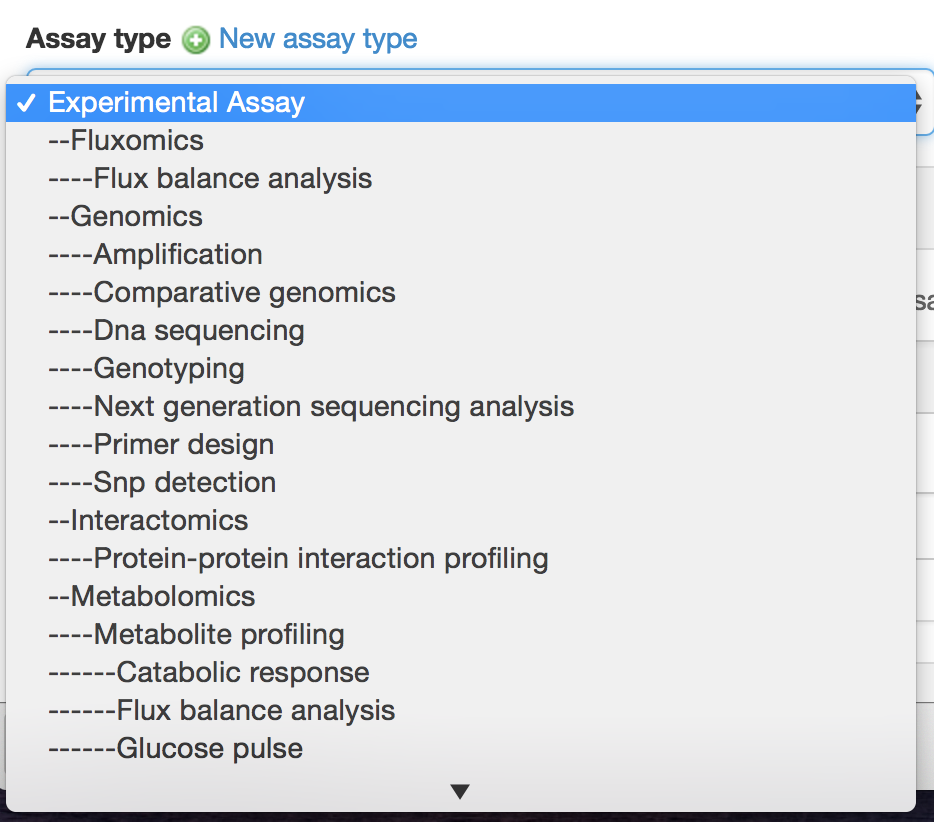 Assay type New assay type
✓ Experimental Assay
--Fluxomics
----Flux balance analysis
--Genomics
----Amplification
----Comparative genomics
----Dna sequencing
----Genotyping
----Next generation sequencing analysis
----Primer design
----Snp detection
--Interactomics
----Protein-protein interaction profiling
--Metabolomics
----Metabolite profiling
------Catabolic response
------Flux balance analysis
------Glucose pulse